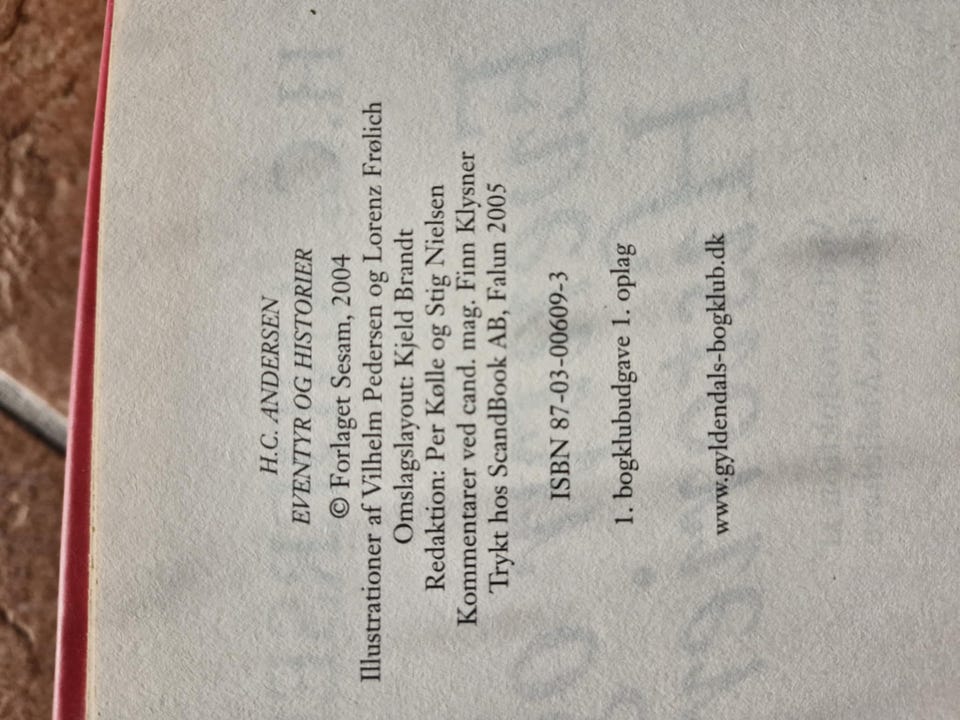 H.C. ANDERSEN
EVENTYR OG HISTORIER
© Forlaget Sesam, 2004
Illustrationer af Vilhelm Pedersen og Lorenz Frølich
Omslagslayout: Kjeld Brandt
Redaktion: Per Kølle og Stig Nielsen
Kommentarer ved cand. mag. Finn Klysner
Trykt hos ScandBook AB, Falun 2005
ISBN 87-03-00609-3
1. bogklubudgave 1. oplag
www.gyldendals-bogklub.dk